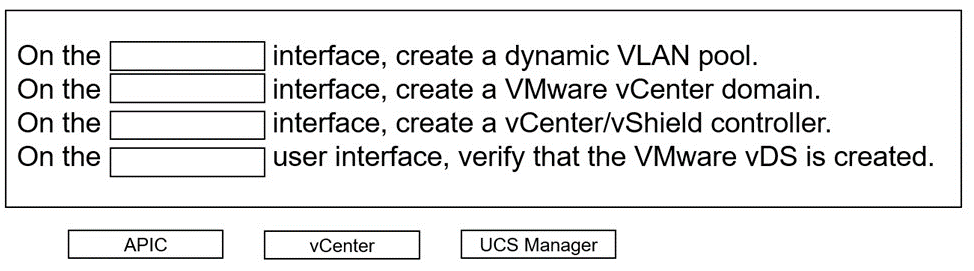 On the interface, create a dynamic VLAN pool.
On the interface, create a VMware vCenter domain.
On the interface, create a vCenter/vShield controller.
On the user interface, verify that the VMware vDS is created.
APIC vCenter UCS Manager